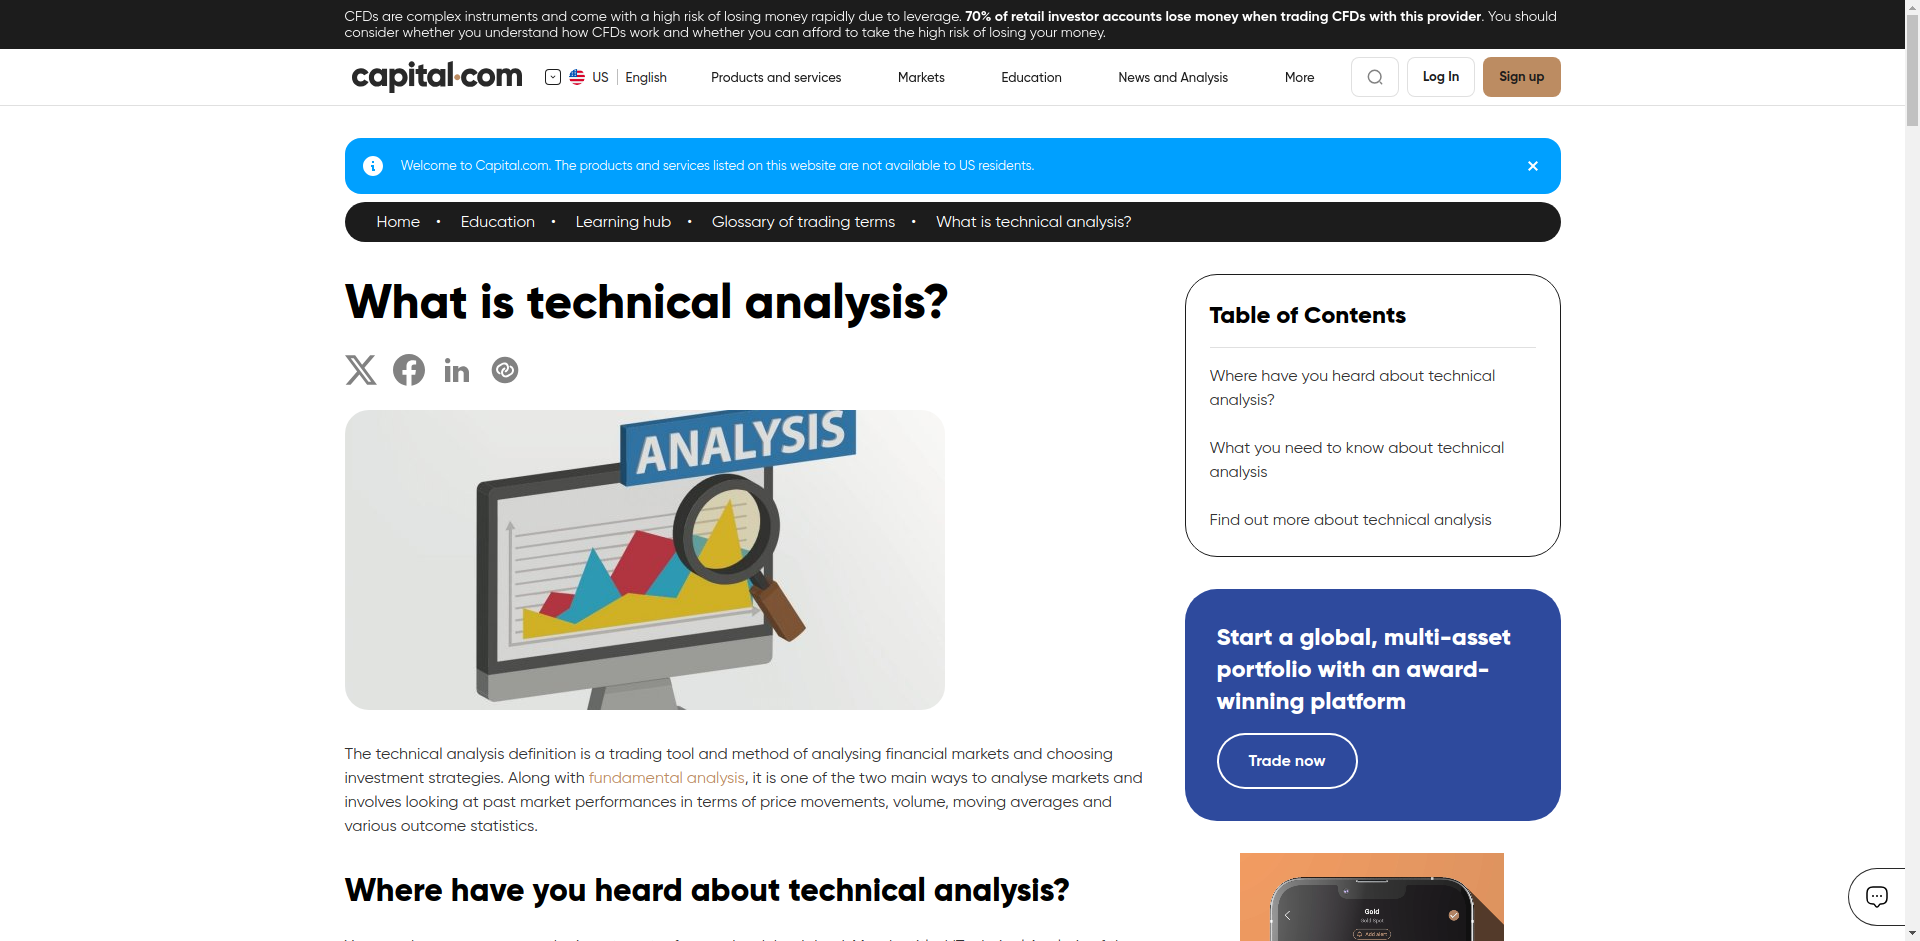 CFDs are complex instruments and come with a high risk of losing money rapidly due to leverage. 70% of retail investor accounts lose money when trading CFDs with this provider. You should
consider whether you understand how CFDs work and whether you can afford to take the high risk of losing your money.
capital.com
US English
Products and services
Markets
Education
News and Analysis
More
Log In
Sign up
Welcome to Capital.com. The products and services listed on this website are not available to US residents.
Home • Education • Learning hub • Glossary of trading terms • What is technical analysis?
What is technical analysis?
ANALYSIS
The technical analysis definition is a trading tool and method of analysing financial markets and choosing
investment strategies. Along with fundamental analysis, it is one of the two main ways to analyse markets and
involves looking at past market performances in terms of price movements, volume, moving averages and
various outcome statistics.
Where have you heard about technical analysis?
Table of Contents
Where have you heard about technical
analysis?
What you need to know about technical
analysis
Find out more about technical analysis
Start a global, multi-asset
portfolio with an award-
winning platform
Trade now
Gold
Gold Spot
Add alert